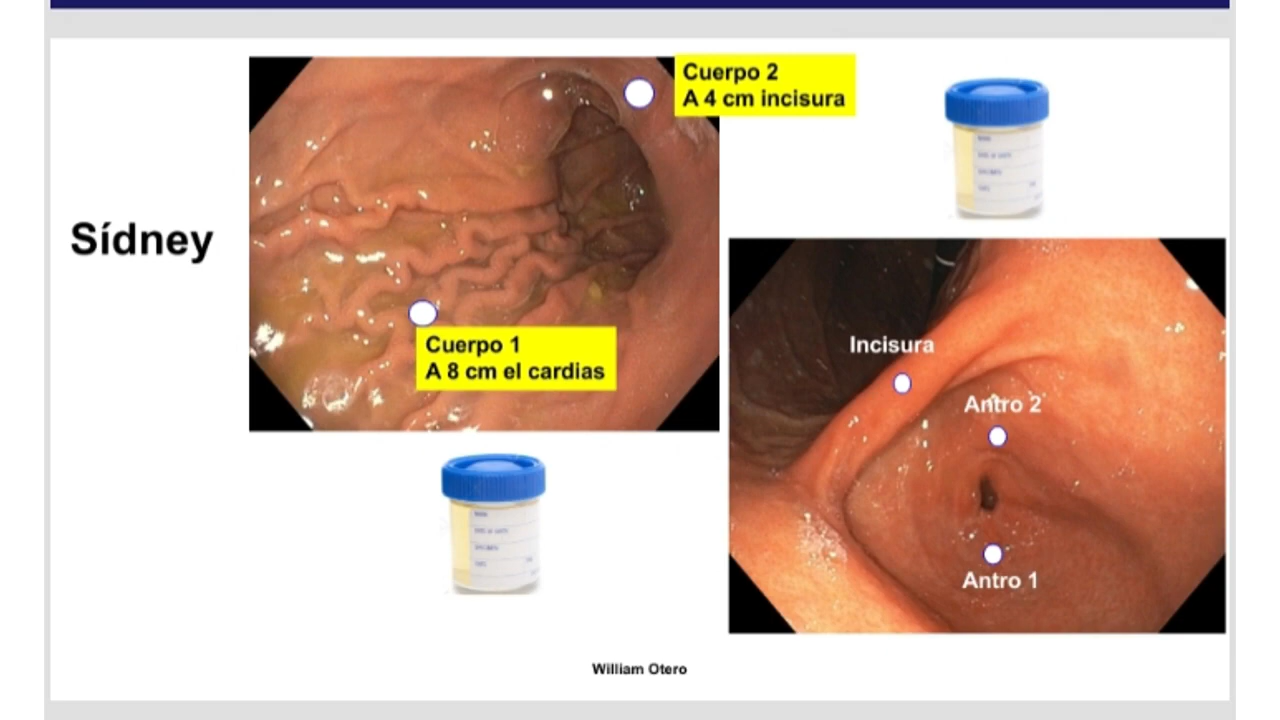 Cuerpo 2
A 4 cm incisura
Sídney
Cuerpo 1
A 8 cm el cardias
Incisura
Antro 2
Antro 1
William Otero